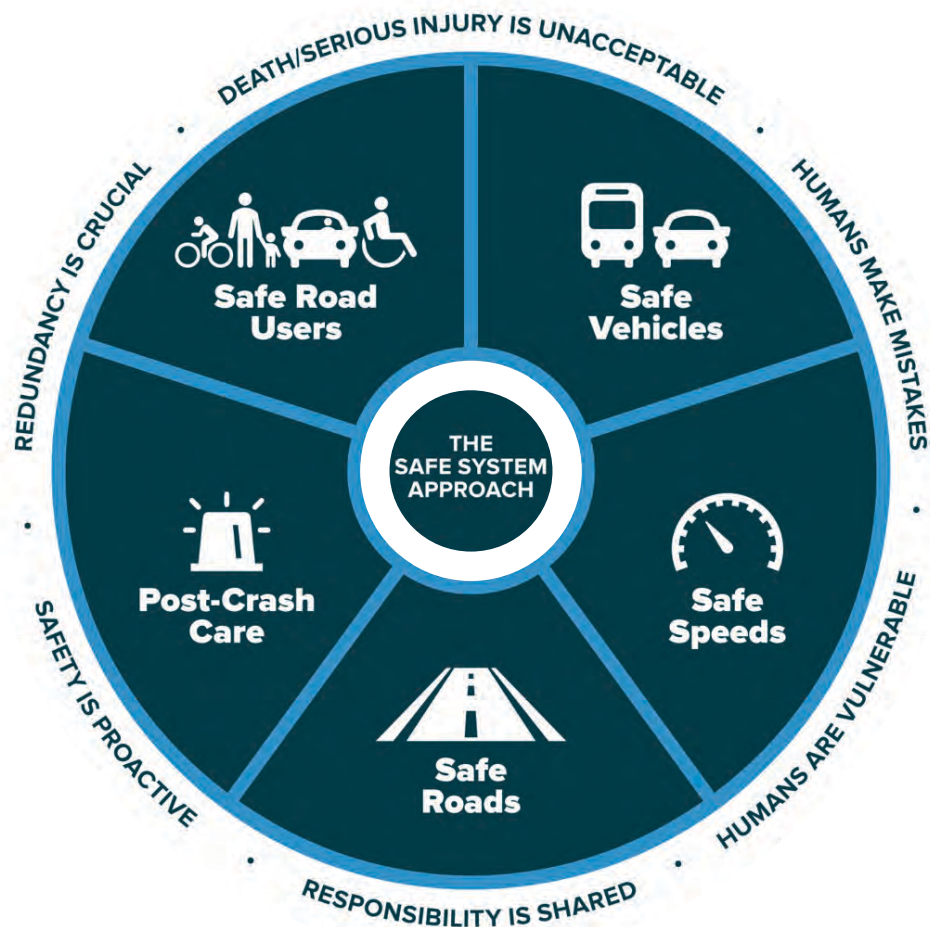 DEATH/SERIOUS INJURY IS UNACCEPTABLE
HUMANS MAKE MISTAKES
HUMANS ARE VULNERABLE
RESPONSIBILITY IS SHARED
SAFETY IS PROACTIVE
REDUNDANCY IS CRUCIAL
Safe Road
Users
Safe
Vehicles
Safe
Speeds
Safe
Roads
Post-Crash
Care
THE
SAFE SYSTEM
APPROACH